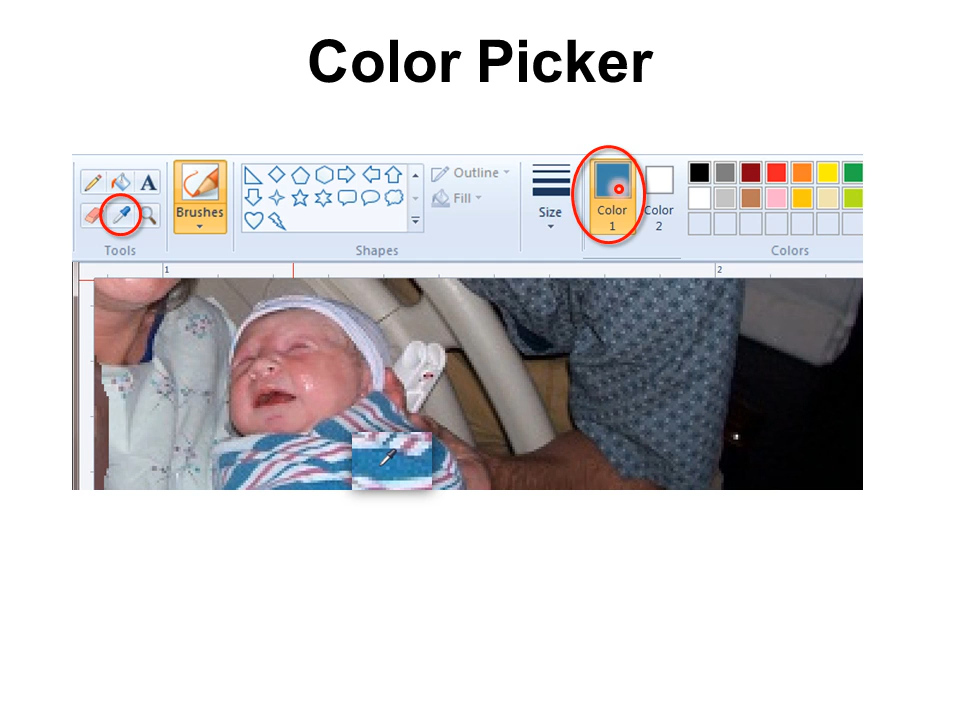 Color Picker
A
Brushes
Outline
Fill
Size
Color
1
Color
2
Tools
Shapes
Colors
1
2